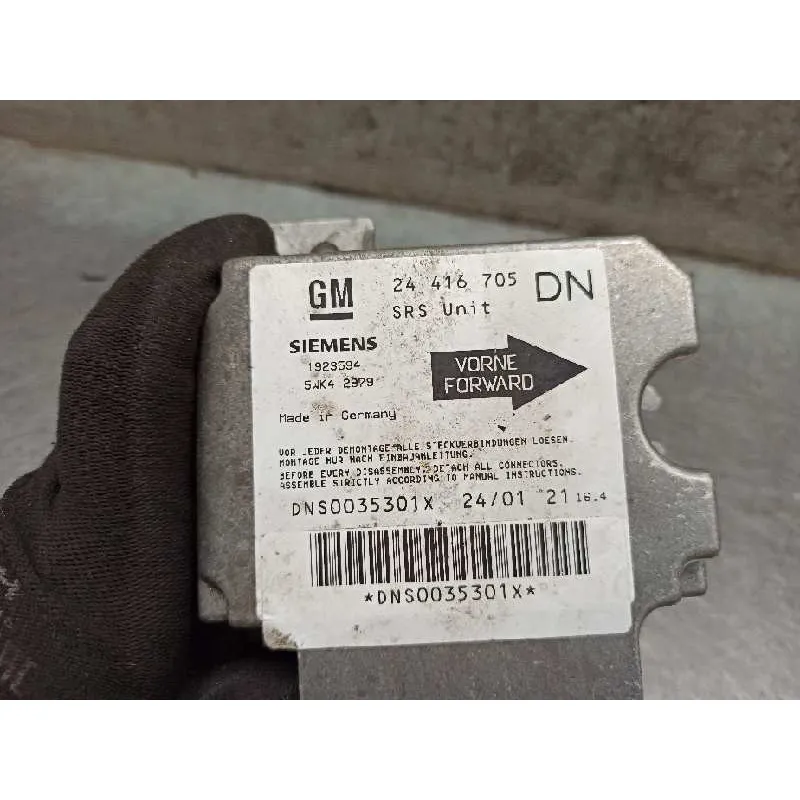 GM
24 416 705
DN
SRS Unit
SIEMENS
1929594
5WK4 2979
VORNE
FORWARD
Made in Germany
VOR JEDER DEMONTAGE ALLE STECKVERBINDUNGEN LOESEN.
MONTAGE NUR NACH EINBAUANLEITUNG.
BEFORE EVERY DISASSEMBLY, DETACH ALL CONNECTORS.
ASSEMBLE STRICTLY ACCORDING TO MANUAL INSTRUCTIONS.
DNS0035301X 24/01 21 16.4
*DNS0035301X*